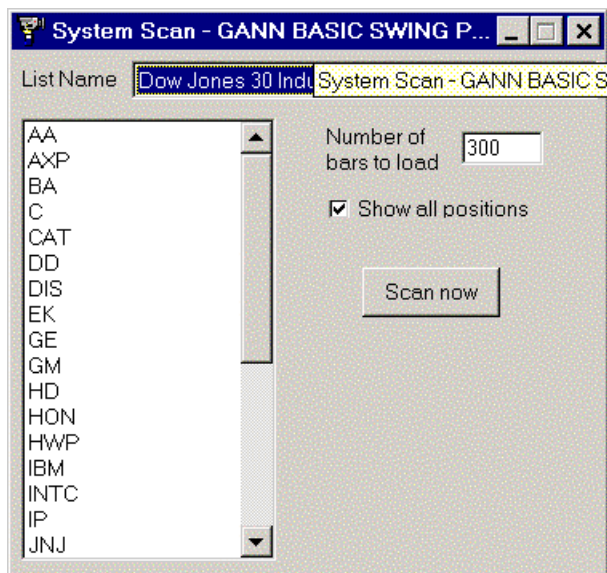 System Scan - GANN BASIC SWING P...
List Name
Dow Jones 30 Indu
System Scan - GANN BASIC S
AA
AXP
BA
C
CAT
DD
DIS
EK
GE
GM
HD
HON
HWP
IBM
INTC
IP
JNJ
Number of
bars to load
300
Show all positions
Scan now